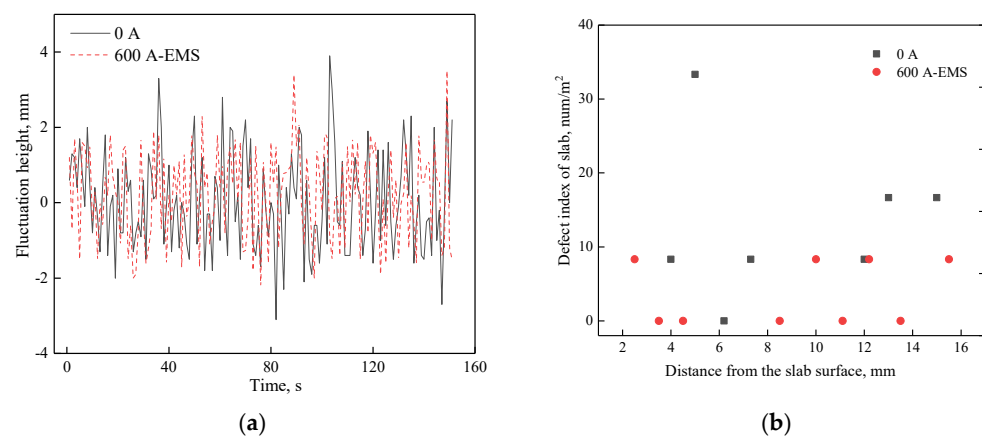 0 A
600 A-EMS
Fluctuation height, mm
4
2
0
-2
-4
0 40 80 120 160
Time, s
(a)
0 A
600 A-EMS
Defect index of slab, num/m²
40
30
20
10
0
2 4 6 8 10 12 14 16
Distance from the slab surface, mm
(b)